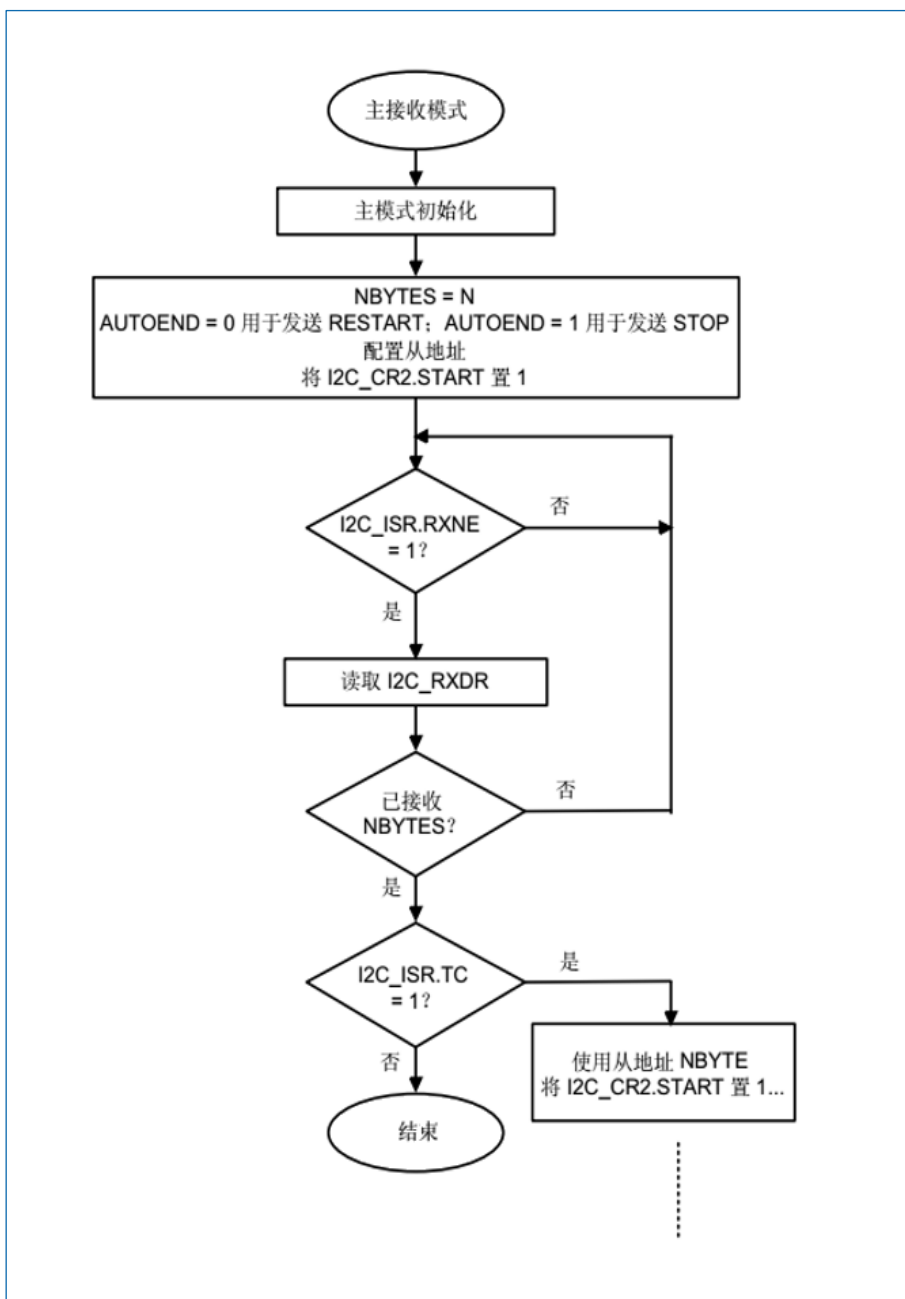 主接收模式
主模式初始化
NBYTES = N
AUTOEND = 0 用于发送 RESTART；AUTOEND = 1 用于发送 STOP
配置从地址
将 I2C_CR2.START 置 1
I2C_ISR.RXNE
= 1？
否
是
读取 I2C_RXDR
已接收
NBYTES？
否
是
I2C_ISR.TC
= 1？
是
否
使用从地址 NBYTE
将 I2C_CR2.START 置 1...
结束